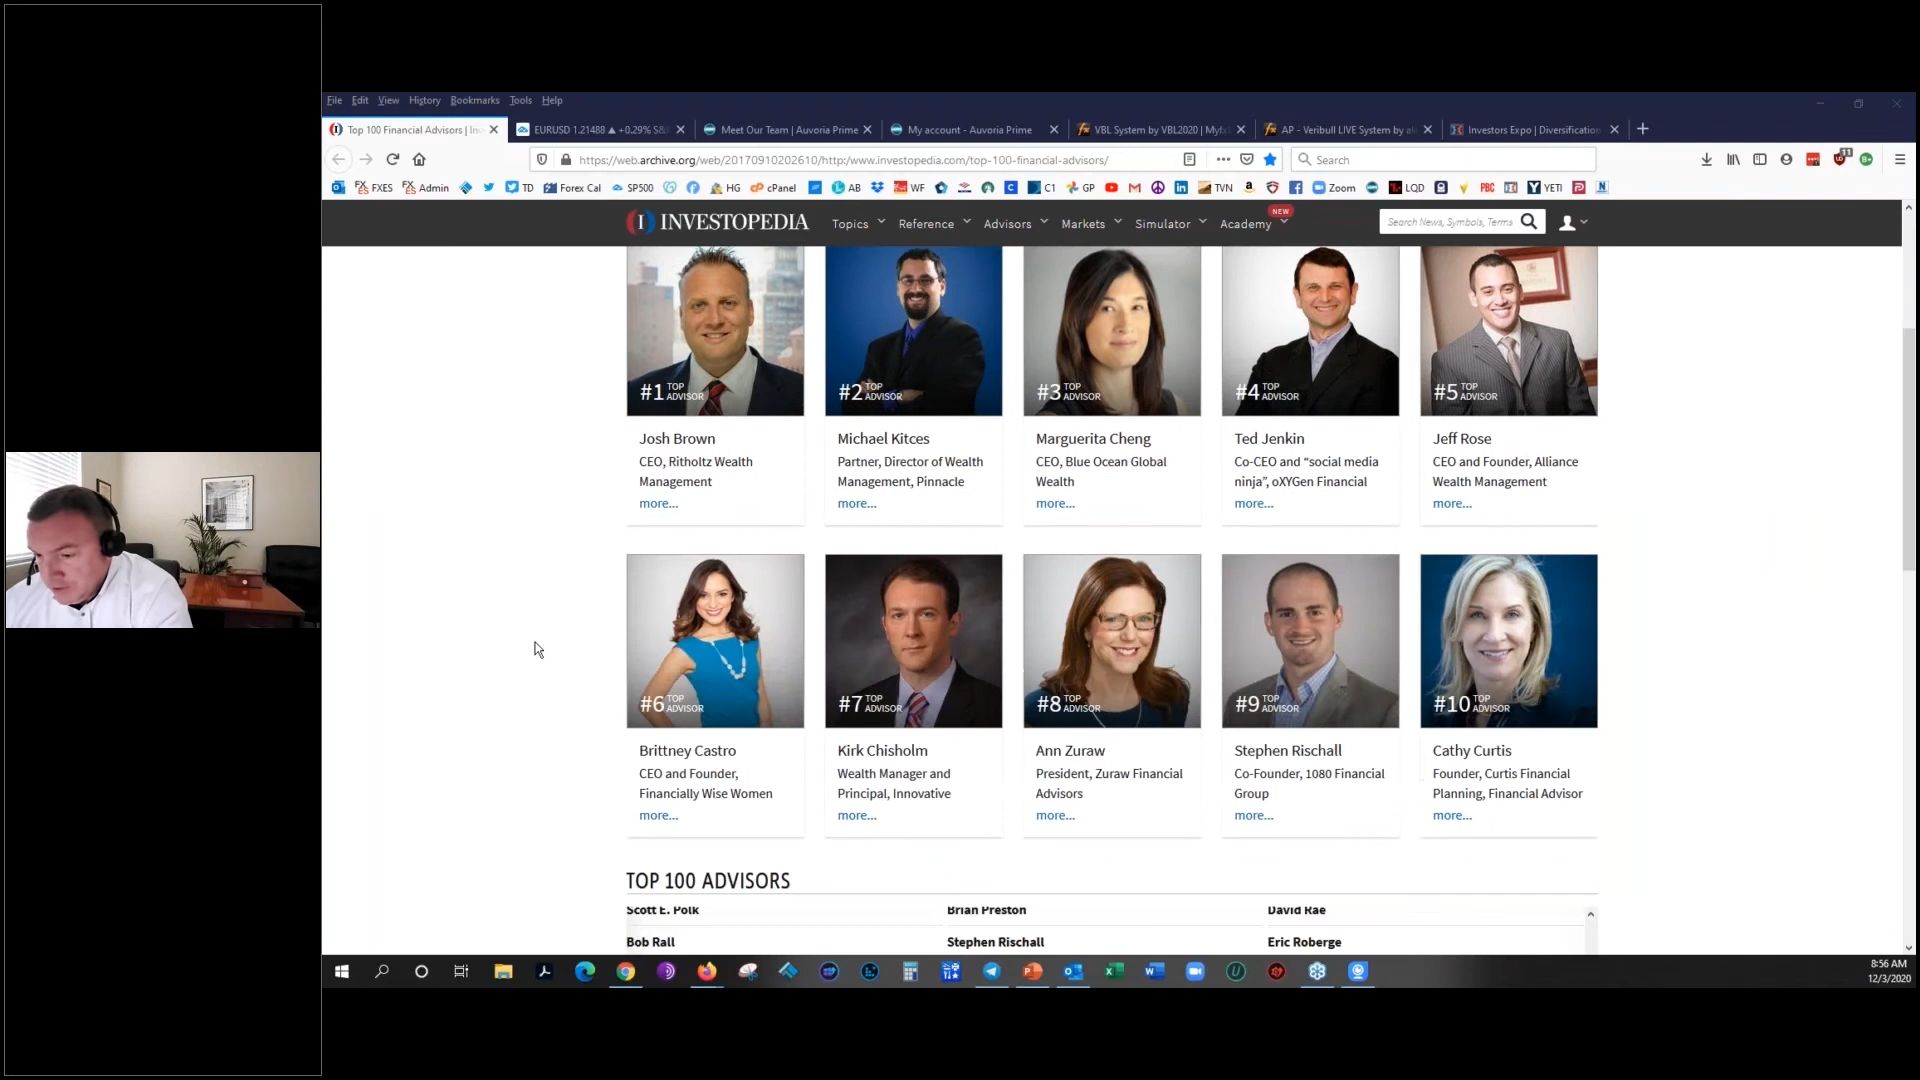 File Edit View History Bookmarks Tools Help
Top 100 Financial Advisors | Inv
EURUSD 1.21488 ▲ +0.29% S&
Meet Our Team | Auvoria Prime
My account - Auvoria Prime
VBL System by VBL2020 | Myfx
AP - Veribull LIVE System by al
Investors Expo | Diversification
https://web.archive.org/web/20170910202610/http:/www.investopedia.com/top-100-financial-advisors/
Search
11
FXES Admin TD Forex Cal SP500 HG cPanel AB WF C1 GP TVN Zoom LQD PBC YETI
INVESTOPEDIA Topics Reference Advisors Markets Simulator Academy
NEW
Search News, Symbols, Terms
#1 TOP ADVISOR
#2 TOP ADVISOR
#3 TOP ADVISOR
#4 TOP ADVISOR
#5 TOP ADVISOR
Josh Brown
CEO, Ritholtz Wealth
Management
more...
Michael Kitces
Partner, Director of Wealth
Management, Pinnacle
more...
Marguerita Cheng
CEO, Blue Ocean Global
Wealth
more...
Ted Jenkin
Co-CEO and “social media
ninja”, oXYGen Financial
more...
Jeff Rose
CEO and Founder, Alliance
Wealth Management
more...
#6 TOP ADVISOR
#7 TOP ADVISOR
#8 TOP ADVISOR
#9 TOP ADVISOR
#10 TOP ADVISOR
Brittney Castro
CEO and Founder,
Financially Wise Women
more...
Kirk Chisholm
Wealth Manager and
Principal, Innovative
more...
Ann Zuraw
President, Zuraw Financial
Advisors
more...
Stephen Rischall
Co-Founder, 1080 Financial
Group
more...
Cathy Curtis
Founder, Curtis Financial
Planning, Financial Advisor
more...
TOP 100 ADVISORS
Scott E. Polk Brian Preston David Rae
Bob Rall Stephen Rischall Eric Roberge
8:56 AM
12/3/2020